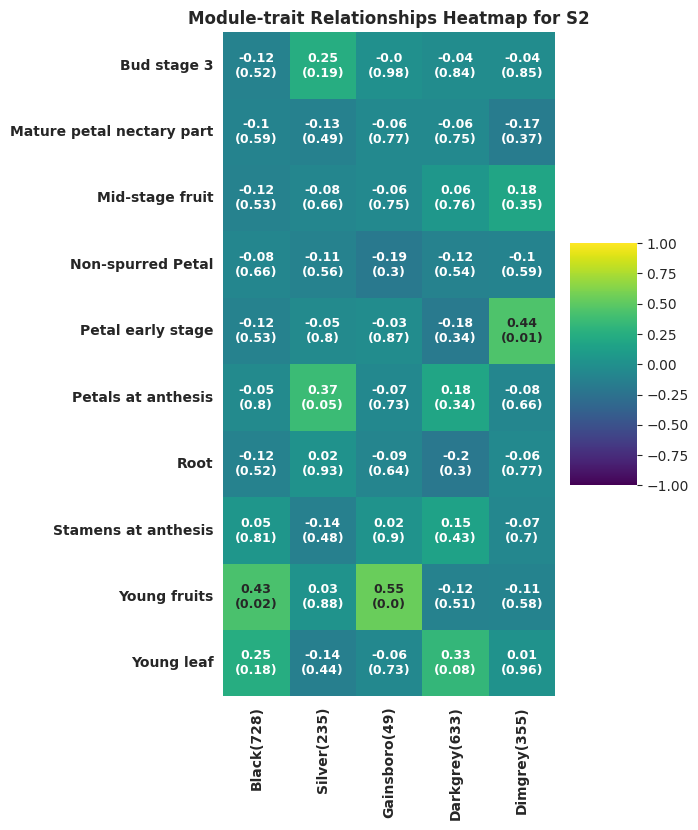 Module-trait Relationships Heatmap for S2
Bud stage 3
-0.12 0.25 -0.0 -0.04 -0.04
(0.52) (0.19) (0.98) (0.84) (0.85)
Mature petal nectary part
-0.1 -0.13 -0.06 -0.06 -0.17
(0.59) (0.49) (0.77) (0.75) (0.37)
Mid-stage fruit
-0.12 -0.08 -0.06 0.06 0.18
(0.53) (0.66) (0.75) (0.76) (0.35)
Non-spurred Petal
-0.08 -0.11 -0.19 -0.12 -0.1
(0.66) (0.56) (0.3) (0.54) (0.59)
Petal early stage
-0.12 -0.05 -0.03 -0.18 0.44
(0.53) (0.8) (0.87) (0.34) (0.01)
Petals at anthesis
-0.05 0.37 -0.07 0.18 -0.08
(0.8) (0.05) (0.73) (0.34) (0.66)
Root
-0.12 0.02 -0.09 -0.2 -0.06
(0.52) (0.93) (0.64) (0.3) (0.77)
Stamens at anthesis
0.05 -0.14 0.02 0.15 -0.07
(0.81) (0.48) (0.9) (0.43) (0.7)
Young fruits
0.43 0.03 0.55 -0.12 -0.11
(0.02) (0.88) (0.0) (0.51) (0.58)
Young leaf
0.25 -0.14 -0.06 0.33 0.01
(0.18) (0.44) (0.73) (0.08) (0.96)
Black(728)
Silver(235)
Gainsboro(49)
Darkgrey(633)
Dimgrey(355)
1.00
0.75
0.50
0.25
0.00
−0.25
−0.50
−0.75
−1.00